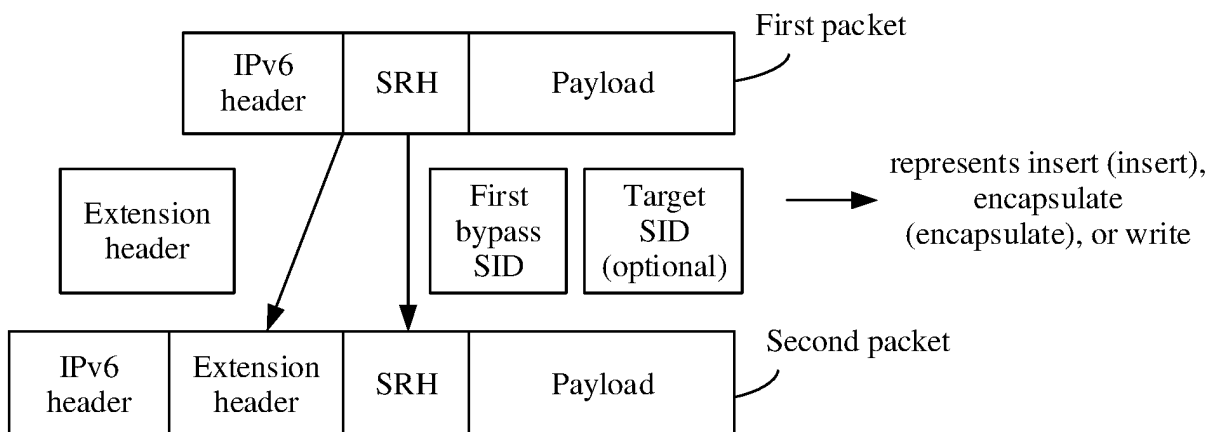 First packet
IPv6
header
SRH
Payload
Extension
header
First
bypass
SID
Target
SID
(optional)
represents insert (insert),
encapsulate
(encapsulate), or write
Second packet
IPv6
header
Extension
header
SRH
Payload